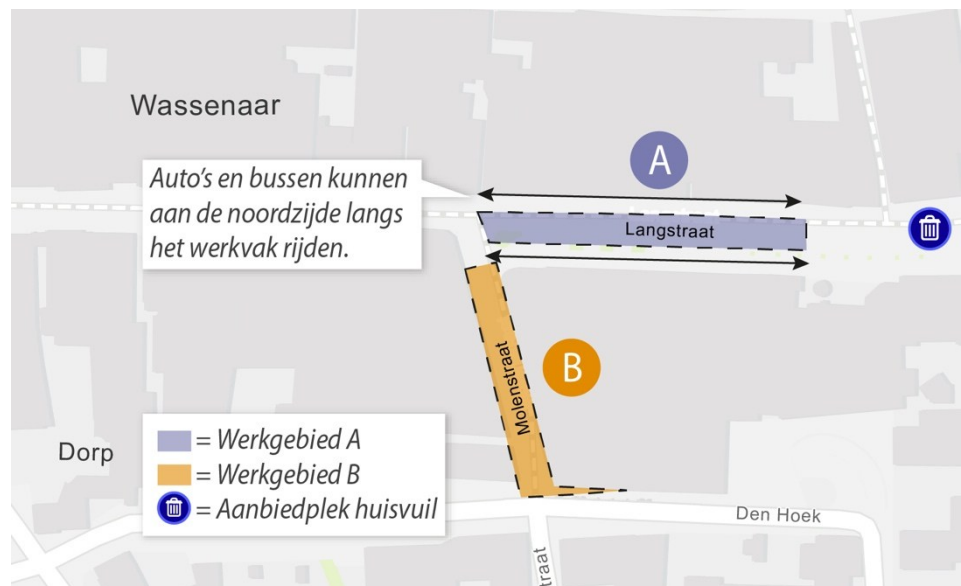 Wassenaar
A
Auto's en bussen kunnen
aan de noordzijde langs
het werkvak rijden.
Langstraat
B
Molenstraat
Dorp
= Werkgebied A
= Werkgebied B
= Aanbiedplek huisvuil
Den Hoek
traat